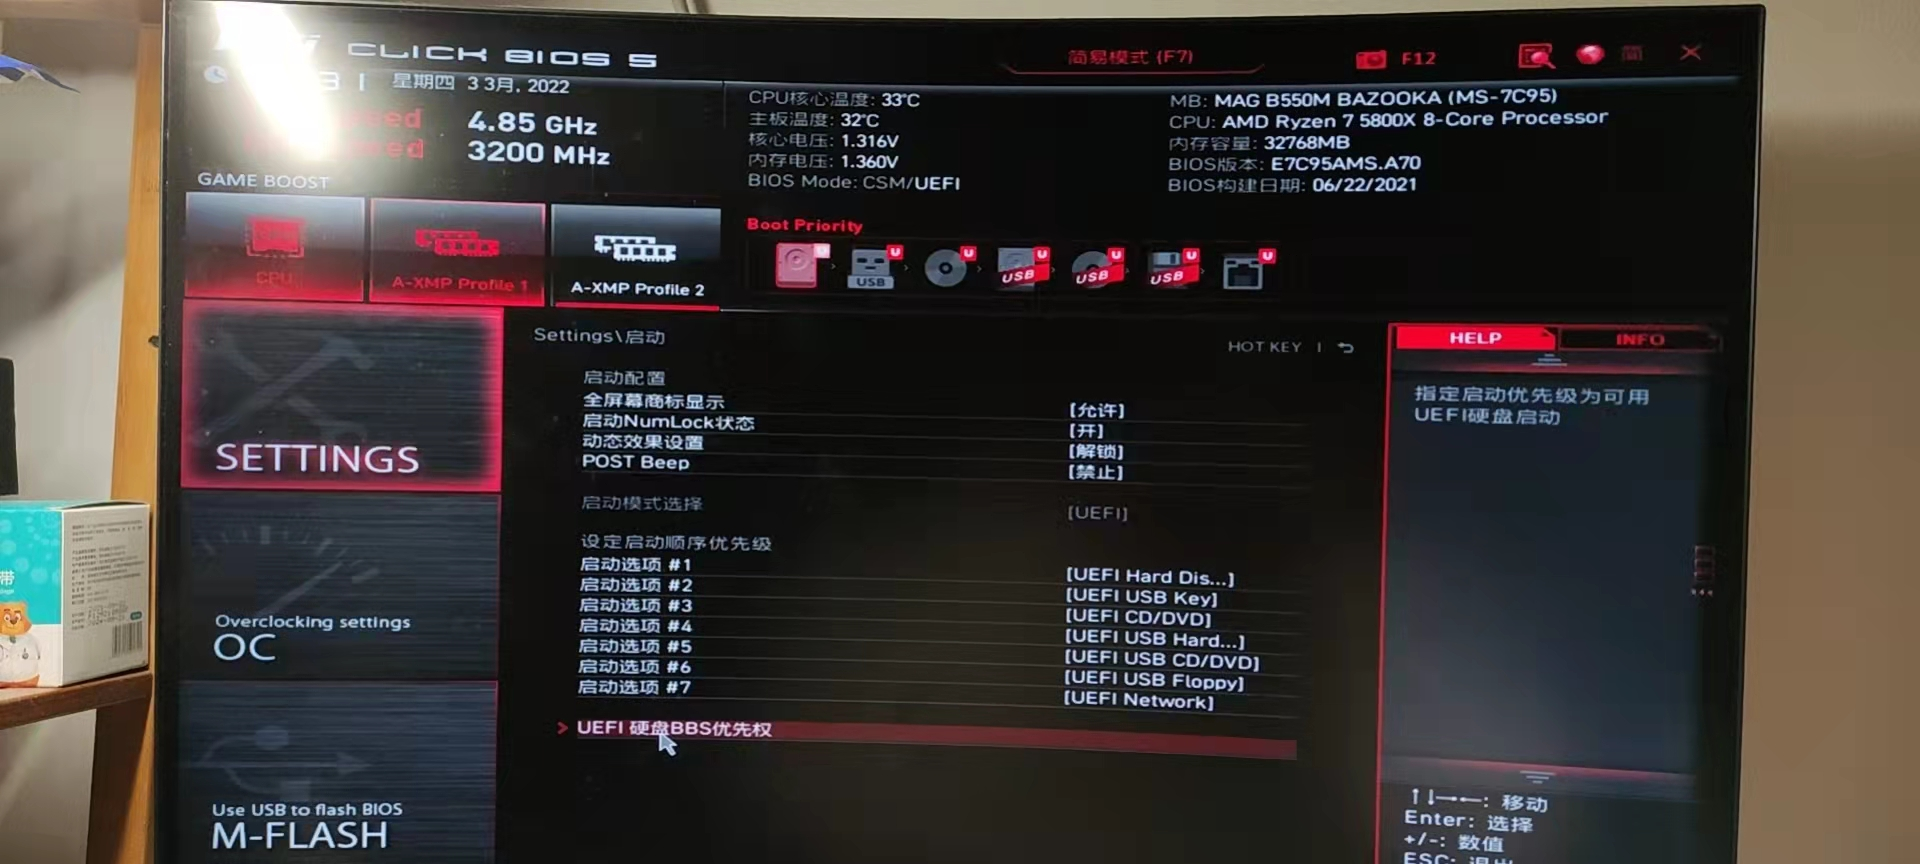 CLICK BIOS 5
简易模式 (F7)
F12
简
X
星期四 3 3月, 2022
4.85 GHz
3200 MHz
CPU核心温度: 33°C
主板温度: 32°C
核心电压: 1.316V
内存电压: 1.360V
BIOS Mode: CSM/UEFI
MB: MAG B550M BAZOOKA (MS-7C95)
CPU: AMD Ryzen 7 5800X 8-Core Processor
内存容量: 32768MB
BIOS版本: E7C95AMS.A70
BIOS构建日期: 06/22/2021
GAME BOOST
CPU
A-XMP Profile 1
A-XMP Profile 2
Boot Priority
U
U
USB
U
U
USB
U
USB
U
USB
U
SETTINGS
Overclocking settings
OC
Use USB to flash BIOS
M-FLASH
Settings\启动
HOT KEY |
启动配置
全屏幕商标显示 [允许]
启动NumLock状态 [开]
动态效果设置 [解锁]
POST Beep [禁止]
启动模式选择 [UEFI]
设定启动顺序优先级
启动选项 #1 [UEFI Hard Dis...]
启动选项 #2 [UEFI USB Key]
启动选项 #3 [UEFI CD/DVD]
启动选项 #4 [UEFI USB Hard...]
启动选项 #5 [UEFI USB CD/DVD]
启动选项 #6 [UEFI USB Floppy]
启动选项 #7 [UEFI Network]
> UEFI 硬盘BBS优先权
HELP
INFO
指定启动优先级为可用
UEFI硬盘启动
↑↓→←: 移动
Enter: 选择
+/-: 数值
ESC: 退出
带